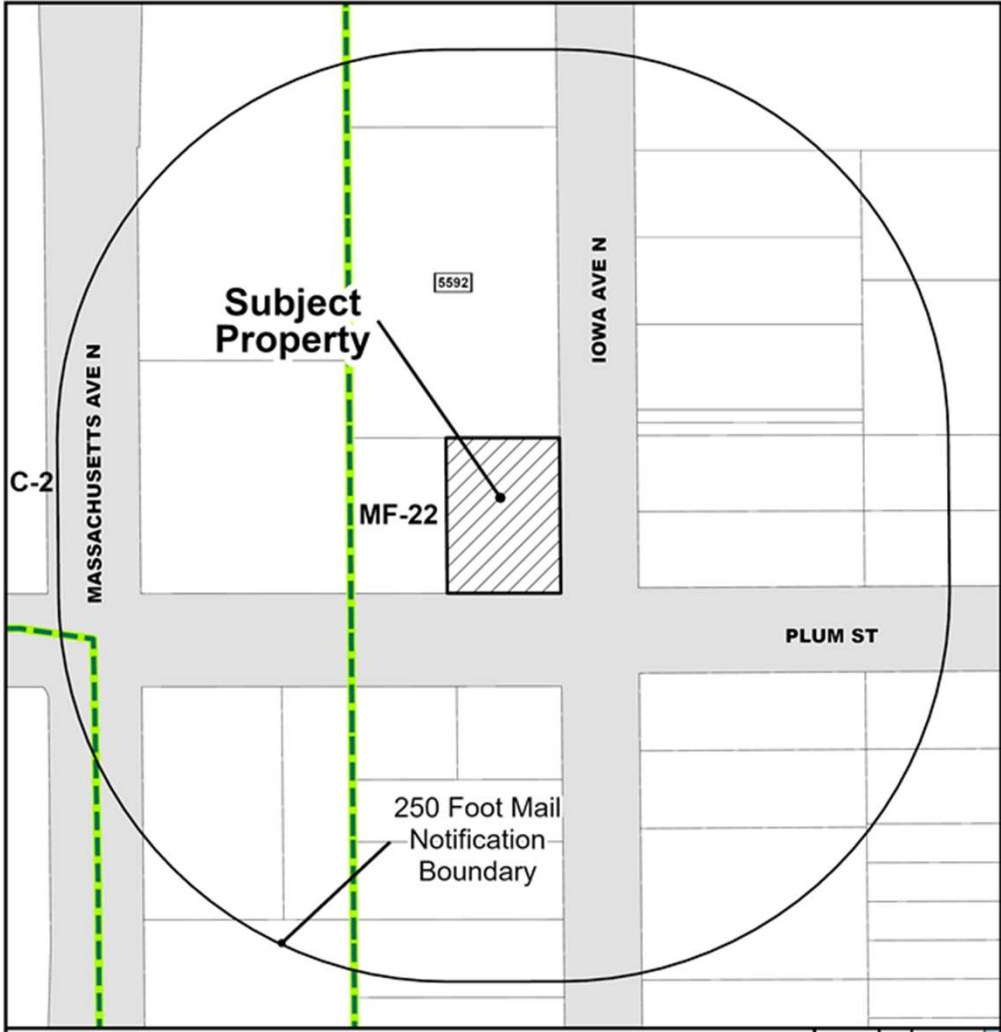 IOWA AVE N
5592
Subject
Property
MASSACHUSETTS AVE N
C-2
MF-22
PLUM ST
250 Foot Mail
Notification
Boundary